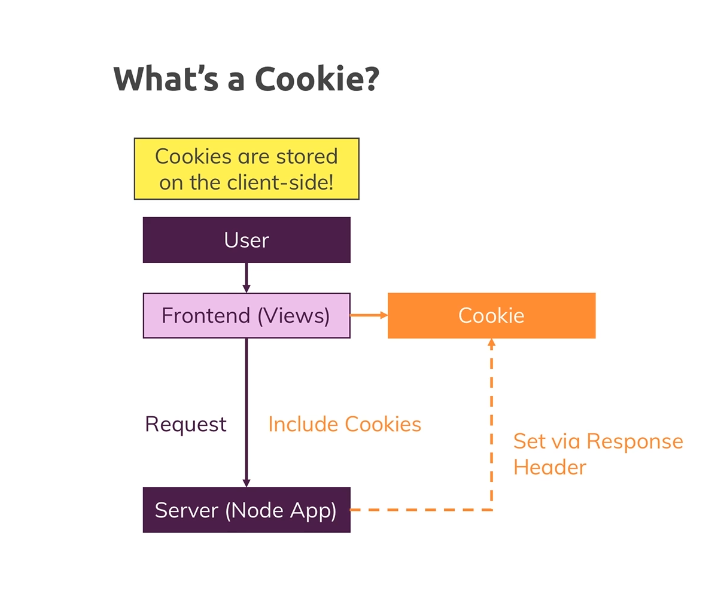 What's a Cookie?
Cookies are stored
on the client-side!
User
Frontend (Views)
Cookie
Request
Include Cookies
Set via Response
Header
Server (Node App)